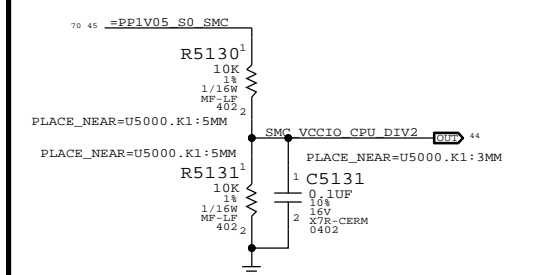 70 45 =PP1V05_S0_SMC
R5130 1
10K
1%
1/16W
MF-LF
402 2
PLACE_NEAR=U5000.K1:5MM
SMC_VCCIO_CPU_DIV2 OUT 44
PLACE_NEAR=U5000.K1:5MM
PLACE_NEAR=U5000.K1:3MM
R5131 1
10K
1%
1/16W
MF-LF
402 2
1 C5131
0.1UF
10%
16V
2 X7R-CERM
0402